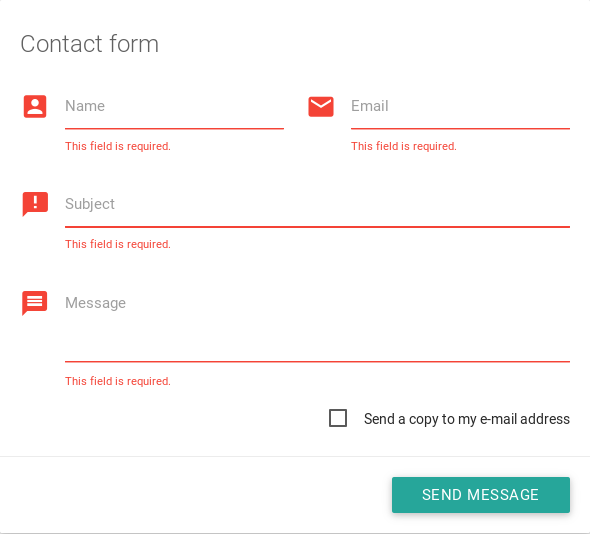 Contact form
Name
Email
This field is required.
This field is required.
Subject
This field is required.
Message
This field is required.
Send a copy to my e-mail address
SEND MESSAGE